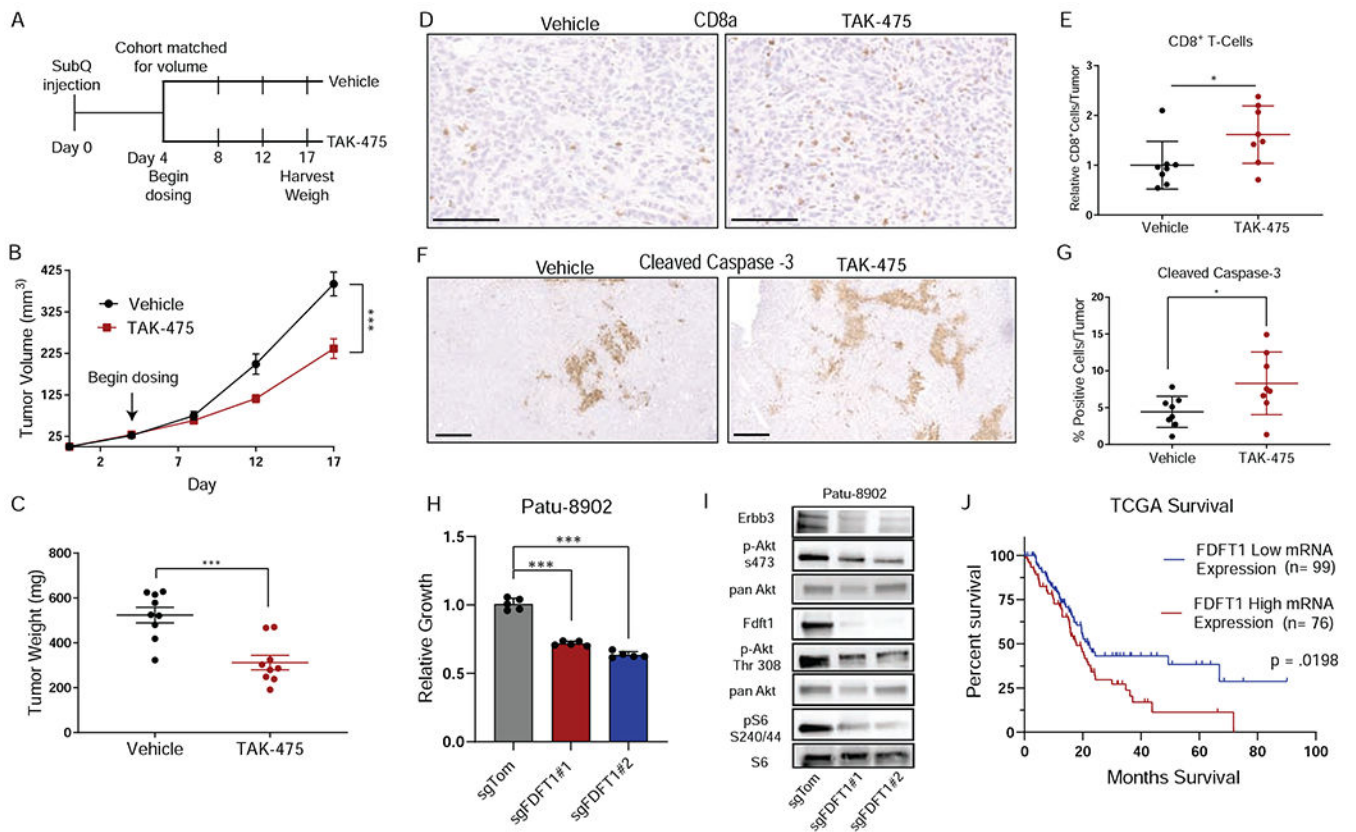 A
SubQ
injection
Cohort matched
for volume
Vehicle
TAK-475
Day 0
Day 4
8
12
17
Begin
dosing
Harvest
Weigh
B
Tumor Volume (mm³)
425
325
225
125
25
2
7
12
17
Day
Vehicle
TAK-475
Begin dosing
***
C
Tumor Weight (mg)
800
600
400
200
0
***
Vehicle
TAK-475
D
Vehicle
CD8a
TAK-475
E
CD8⁺ T-Cells
Relative CD8⁺ Cells/Tumor
3
2
1
0
*
Vehicle
TAK-475
F
Vehicle
Cleaved Caspase -3
TAK-475
G
Cleaved Caspase-3
% Positive Cells/Tumor
20
15
10
5
0
*
Vehicle
TAK-475
H
Patu-8902
Relative Growth
1.0
0.5
0.0
***
***
sgTom
sgFDFT1#1
sgFDFT1#2
I
Patu-8902
Erbb3
p-Akt
s473
pan Akt
Fdft1
p-Akt
Thr 308
pan Akt
pS6
S240/44
S6
sgTom
sgFDFT1#1
sgFDFT1#2
J
TCGA Survival
Percent survival
100
75
50
25
0
0
20
40
60
80
100
Months Survival
FDFT1 Low mRNA
Expression (n= 99)
FDFT1 High mRNA
Expression (n= 76)
p = .0198